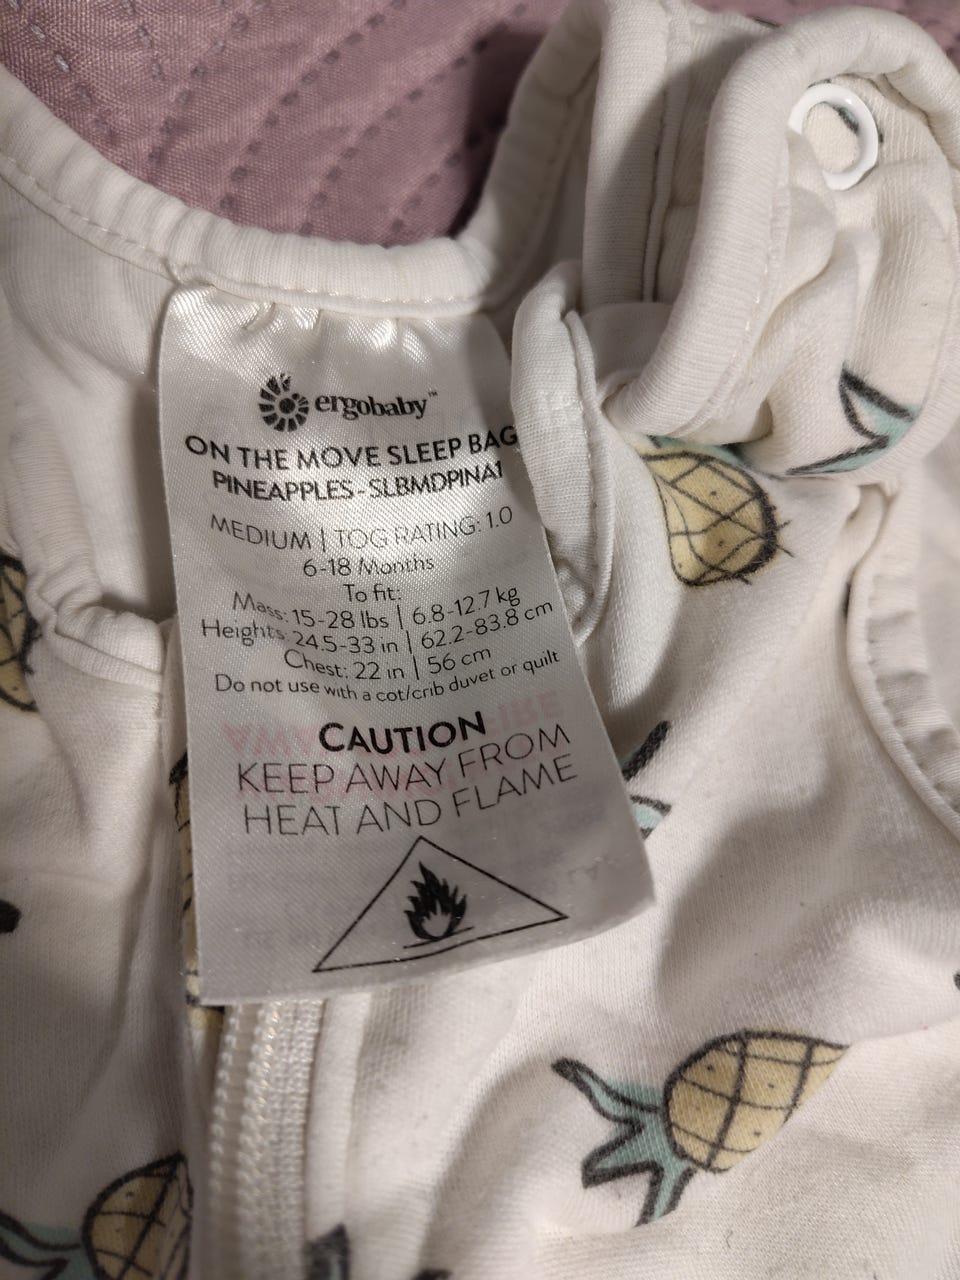 ergobaby™
ON THE MOVE SLEEP BAG
PINEAPPLES - SLBMDPINA1
MEDIUM | TOG RATING: 1.0
6-18 Months
To fit:
Mass: 15-28 lbs | 6.8-12.7 kg
Heights: 24.5-33 in | 62.2-83.8 cm
Chest: 22 in | 56 cm
Do not use with a cot/crib duvet or quilt
CAUTION
KEEP AWAY FROM
HEAT AND FLAME